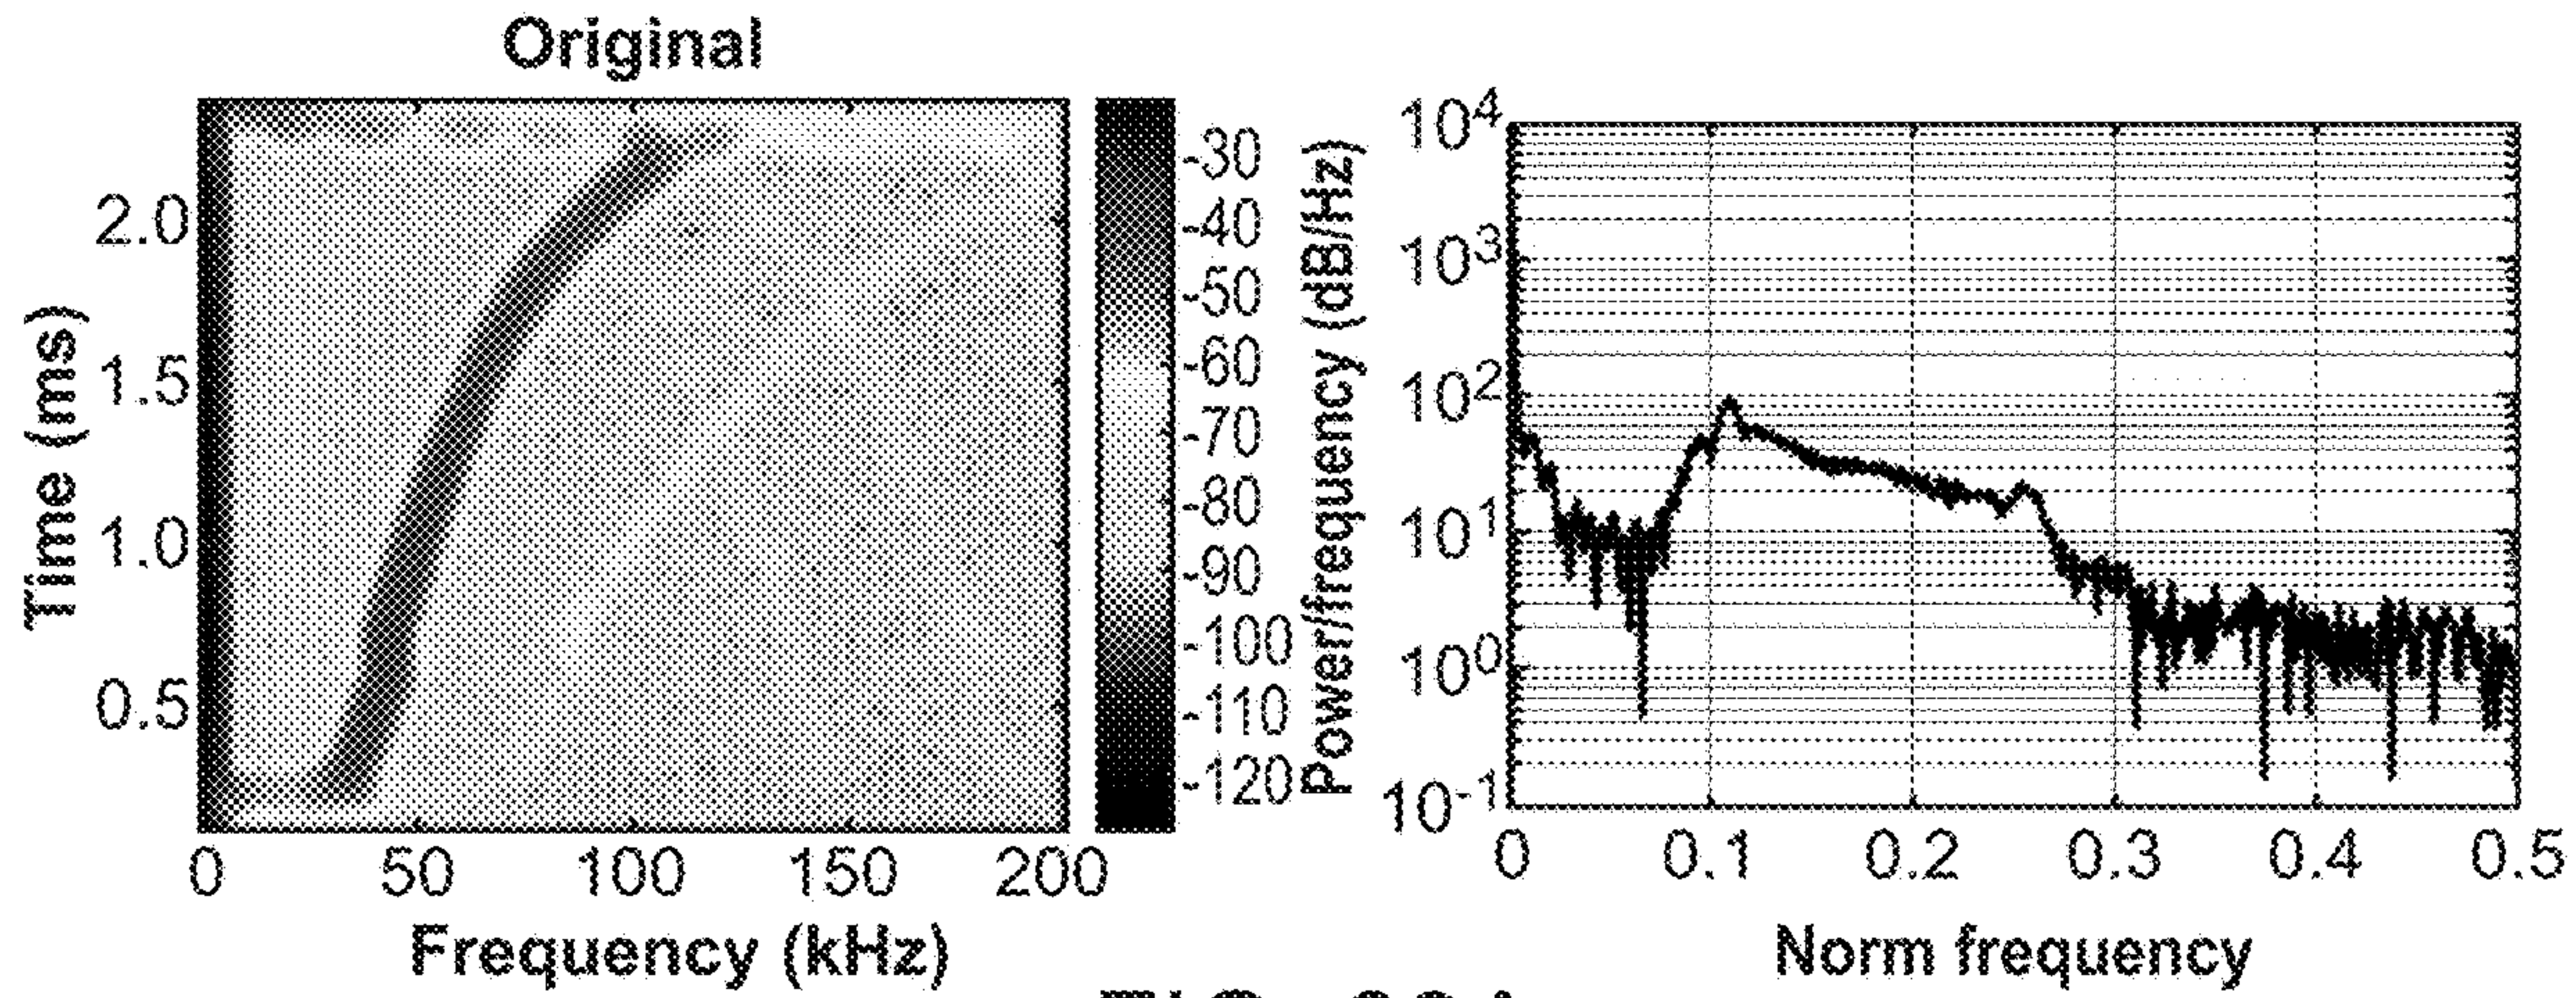 Original
Time (ms)
2.0
1.5
1.0
0.5
0 50 100 150 200
Frequency (kHz)
-30
-40
-50
-60
-70
-80
-90
-100
-110
-120
Power/frequency (dB/Hz)
10^4
10^3
10^2
10^1
10^0
10^-1
0 0.1 0.2 0.3 0.4 0.5
Norm frequency